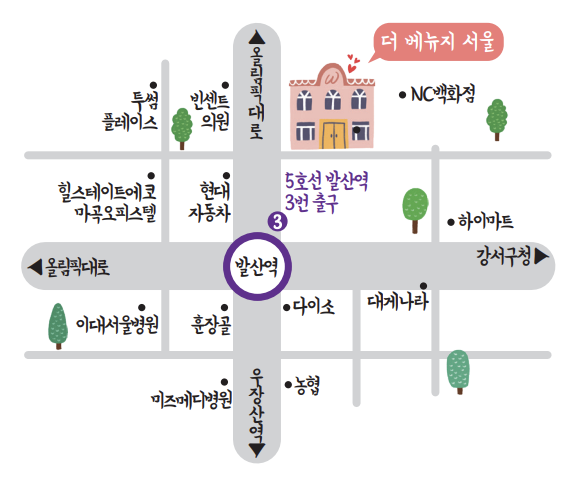 더 베뉴지 서울
올림픽대로
투썸
플레이스
빈센트
의원
w
NC백화점
힐스테이트에코
마곡오피스텔
현대
자동차
5호선 발산역
3번 출구
3
하이마트
올림픽대로
발산역
강서구청
이대서울병원
훈장골
다이소
대게나라
미즈메디병원
우장산역
농협